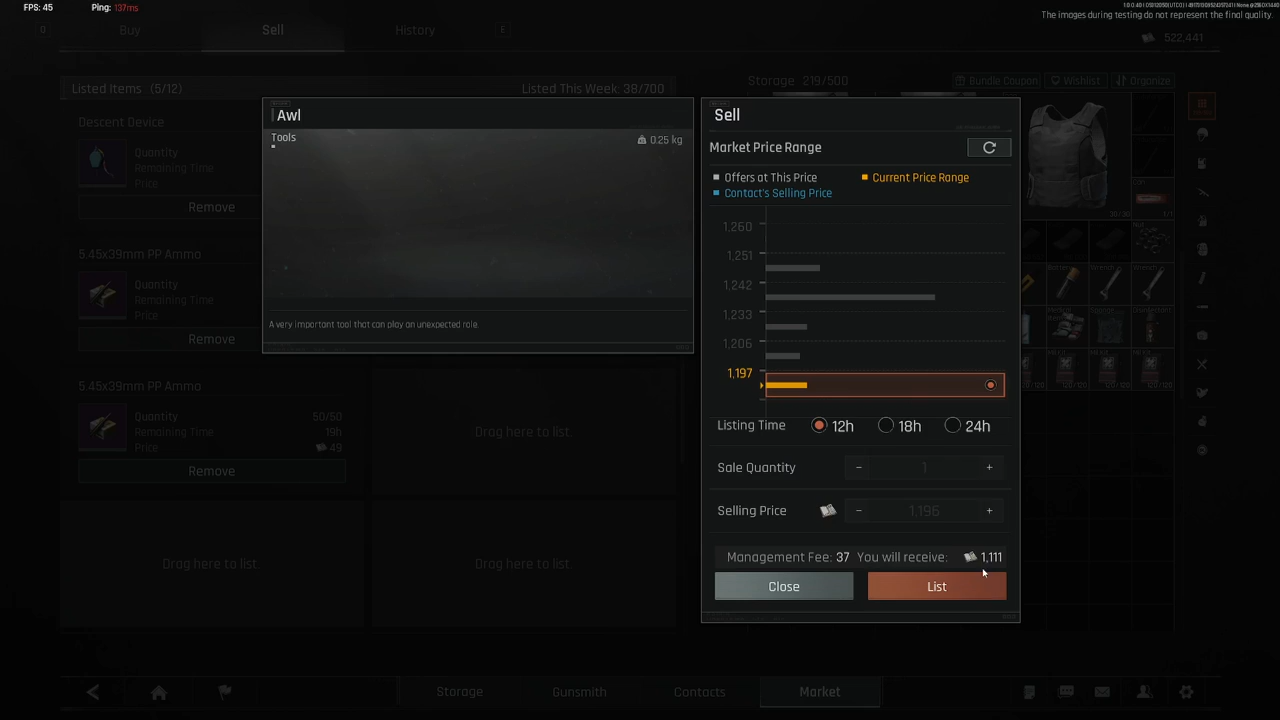 FPS: 45
Ping: 137ms
The images during testing do not represent the final quality.
Buy
Sell
History
E
522,441
Listed Items (5/12)
Listed This Week: 38/700
Storage 219/500
Bundle Coupon
Wishlist
Organize
Descent Device
Quantity
Remaining Time
Price
Remove
5.45x39mm PP Ammo
Quantity
Remaining Time
Price
Remove
5.45x39mm PP Ammo
Quantity
50/50
Remaining Time
19h
Price
49
Remove
Drag here to list.
Drag here to list.
Drag here to list.
Awl
Tools
0.25 kg
A very important tool that can play an unexpected role.
Sell
Market Price Range
Offers at This Price
Current Price Range
Contact's Selling Price
1,260
1,251
1,242
1,233
1,205
1,197
Listing Time
12h
18h
24h
Sale Quantity
−
1
+
Selling Price
−
1,196
+
Management Fee: 37
You will receive:
1,111
Close
List
Storage
Gunsmith
Contacts
Market